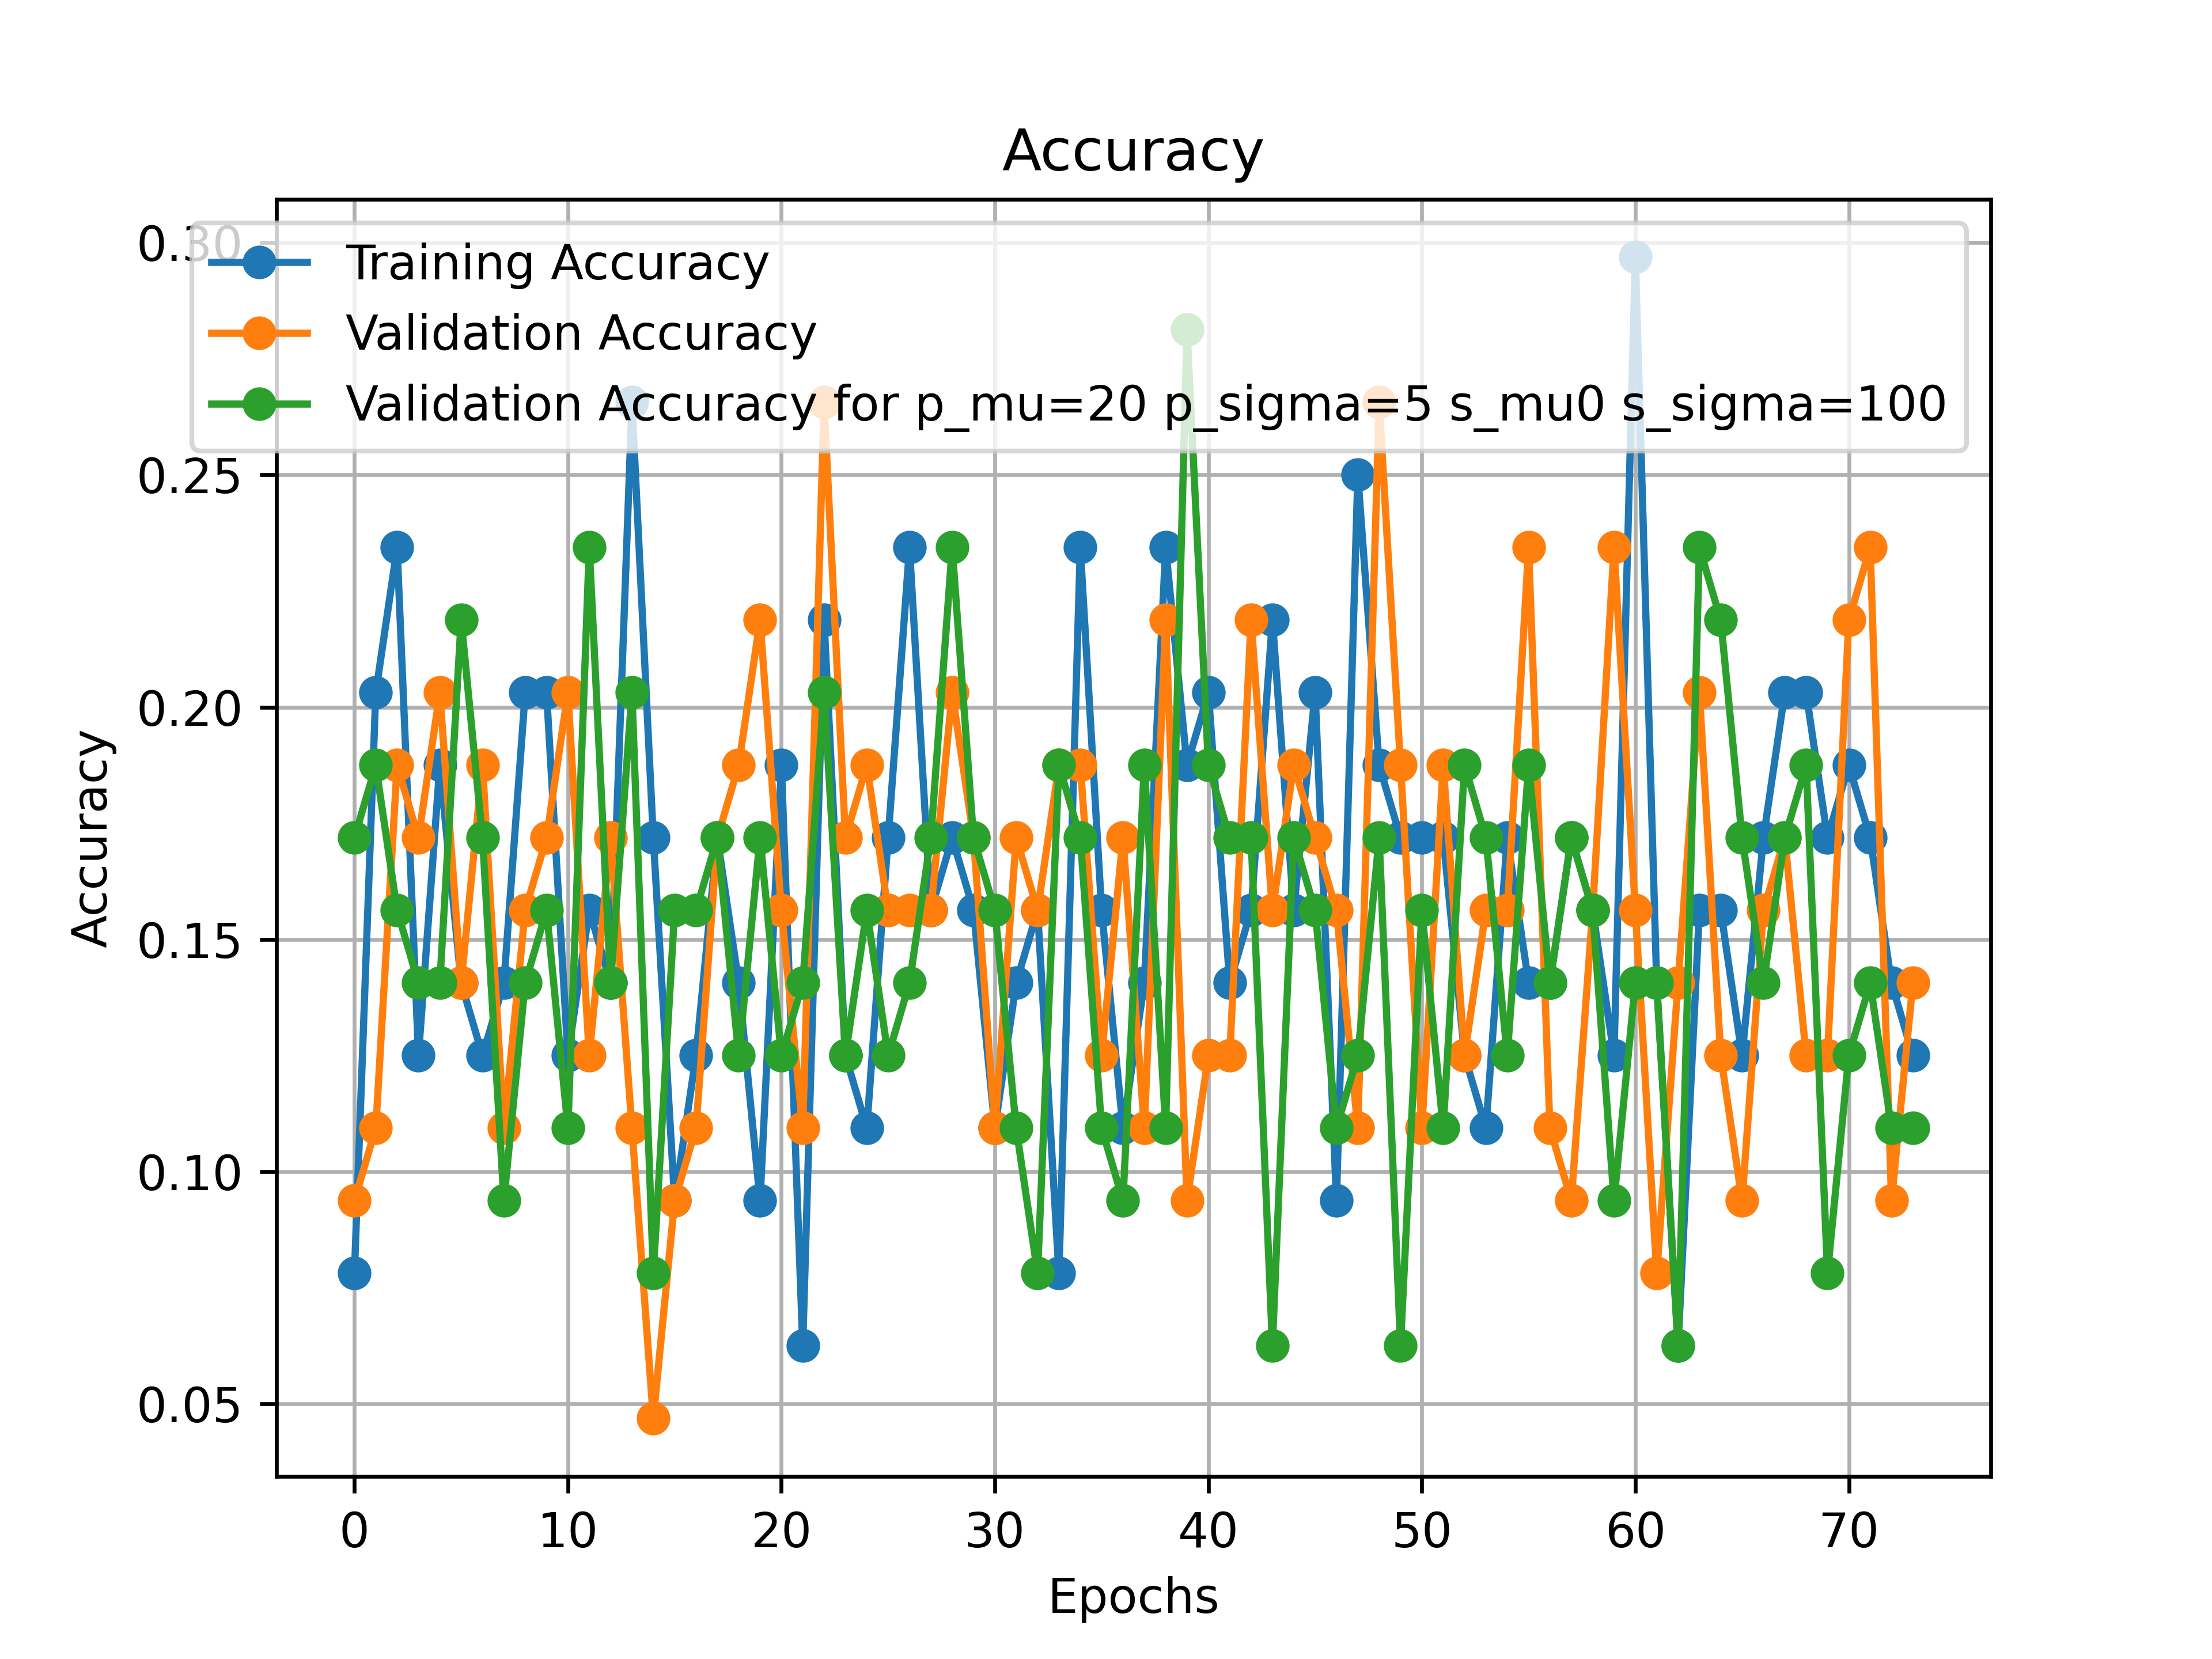 Accuracy
Training Accuracy
Validation Accuracy
Validation Accuracy for p_mu=20 p_sigma=5 s_mu0 s_sigma=100
Accuracy
0.30
0.25
0.20
0.15
0.10
0.05
0 10 20 30 40 50 60 70
Epochs